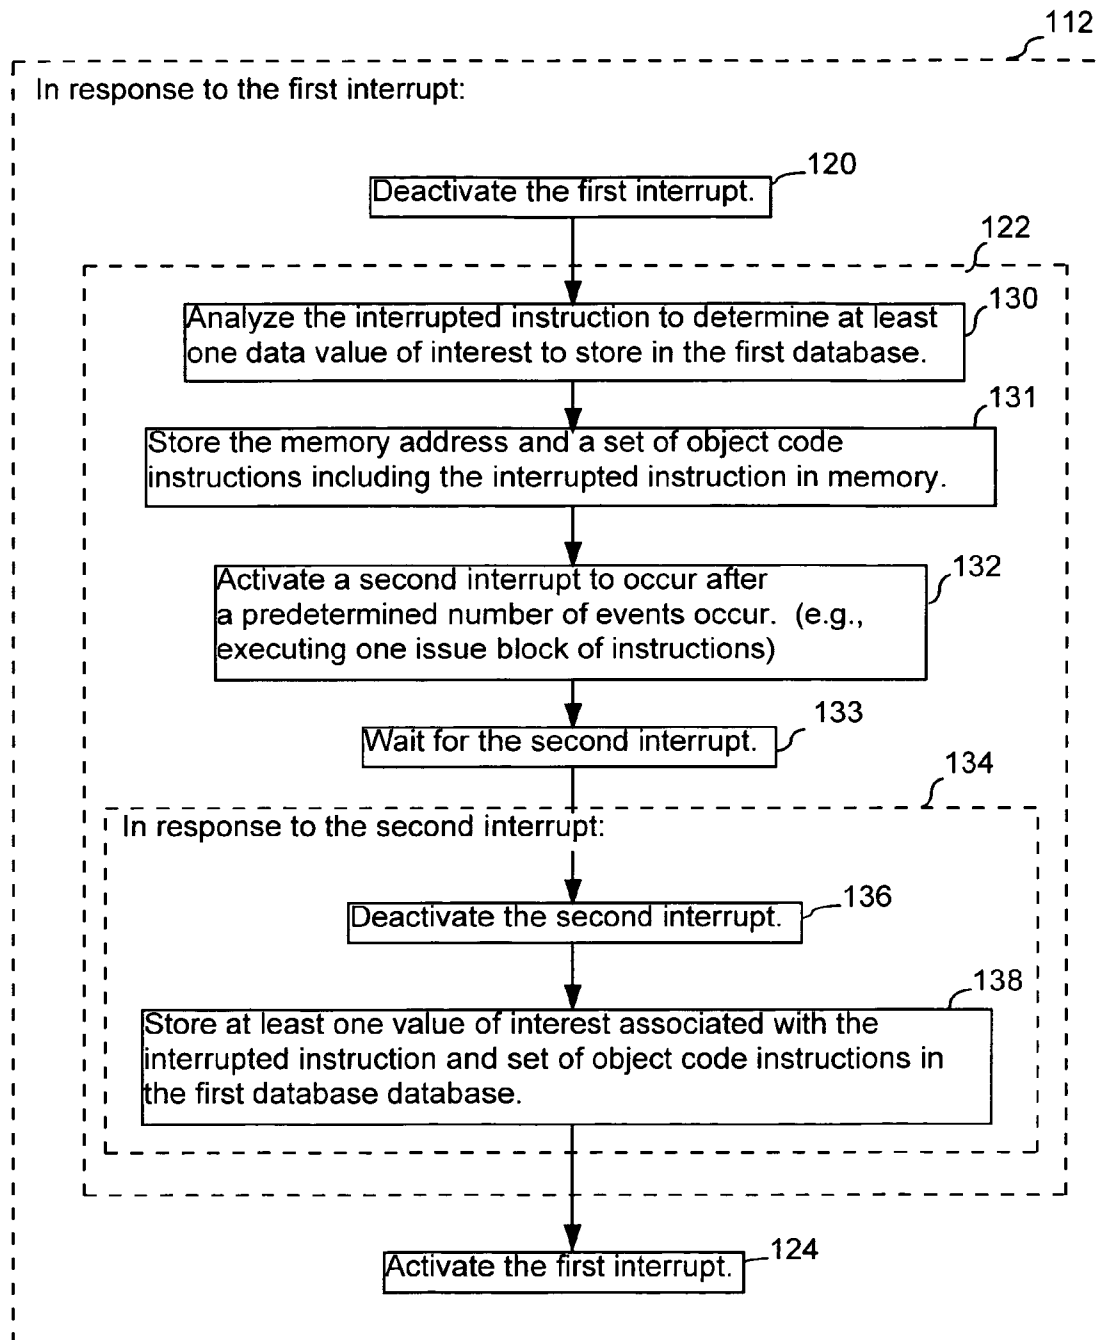 112
In response to the first interrupt:
120
Deactivate the first interrupt.
122
130
Analyze the interrupted instruction to determine at least
one data value of interest to store in the first database.
131
Store the memory address and a set of object code
instructions including the interrupted instruction in memory.
132
Activate a second interrupt to occur after
a predetermined number of events occur. (e.g.,
executing one issue block of instructions)
133
Wait for the second interrupt.
134
In response to the second interrupt:
136
Deactivate the second interrupt.
138
Store at least one value of interest associated with the
interrupted instruction and set of object code instructions in
the first database database.
124
Activate the first interrupt.